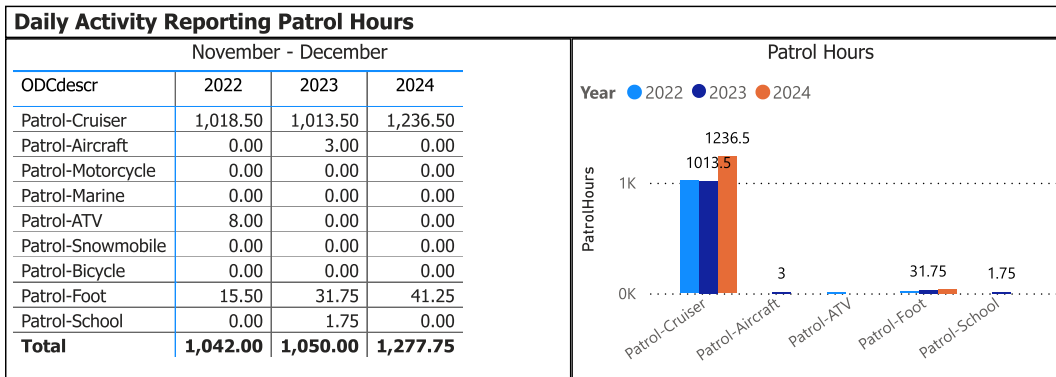 Daily Activity Reporting Patrol Hours
November - December
ODCdescr 2022 2023 2024
Patrol-Cruiser 1,018.50 1,013.50 1,236.50
Patrol-Aircraft 0.00 3.00 0.00
Patrol-Motorcycle 0.00 0.00 0.00
Patrol-Marine 0.00 0.00 0.00
Patrol-ATV 8.00 0.00 0.00
Patrol-Snowmobile 0.00 0.00 0.00
Patrol-Bicycle 0.00 0.00 0.00
Patrol-Foot 15.50 31.75 41.25
Patrol-School 0.00 1.75 0.00
Total 1,042.00 1,050.00 1,277.75
Patrol Hours
Year 2022 2023 2024
PatrolHours
1K
0K
1236.5
1013.5
3
31.75
1.75
Patrol-Cruiser
Patrol-Aircraft
Patrol-ATV
Patrol-Foot
Patrol-School